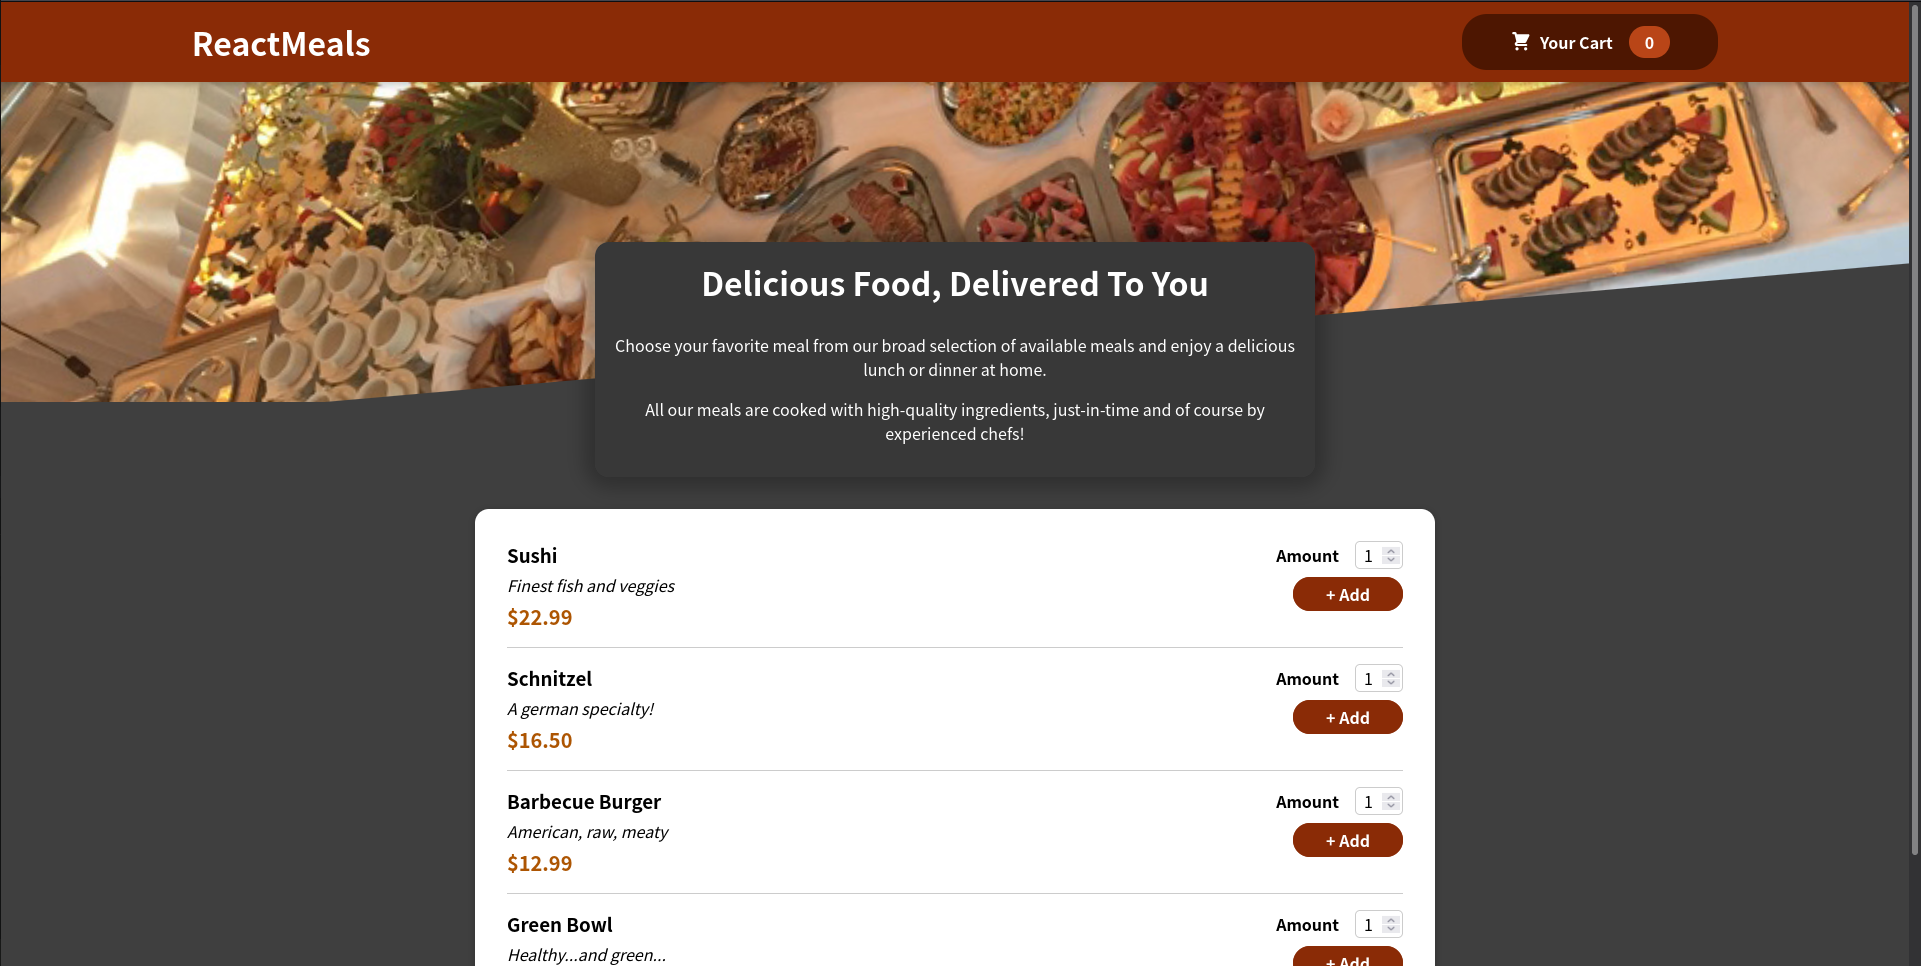 ReactMeals
Your Cart 0
Delicious Food, Delivered To You
Choose your favorite meal from our broad selection of available meals and enjoy a delicious
lunch or dinner at home.
All our meals are cooked with high-quality ingredients, just-in-time and of course by
experienced chefs!
Sushi
Finest fish and veggies
$22.99
Amount 1
+ Add
Schnitzel
A german specialty!
$16.50
Amount 1
+ Add
Barbecue Burger
American, raw, meaty
$12.99
Amount 1
+ Add
Green Bowl
Healthy...and green...
Amount 1
+ Add